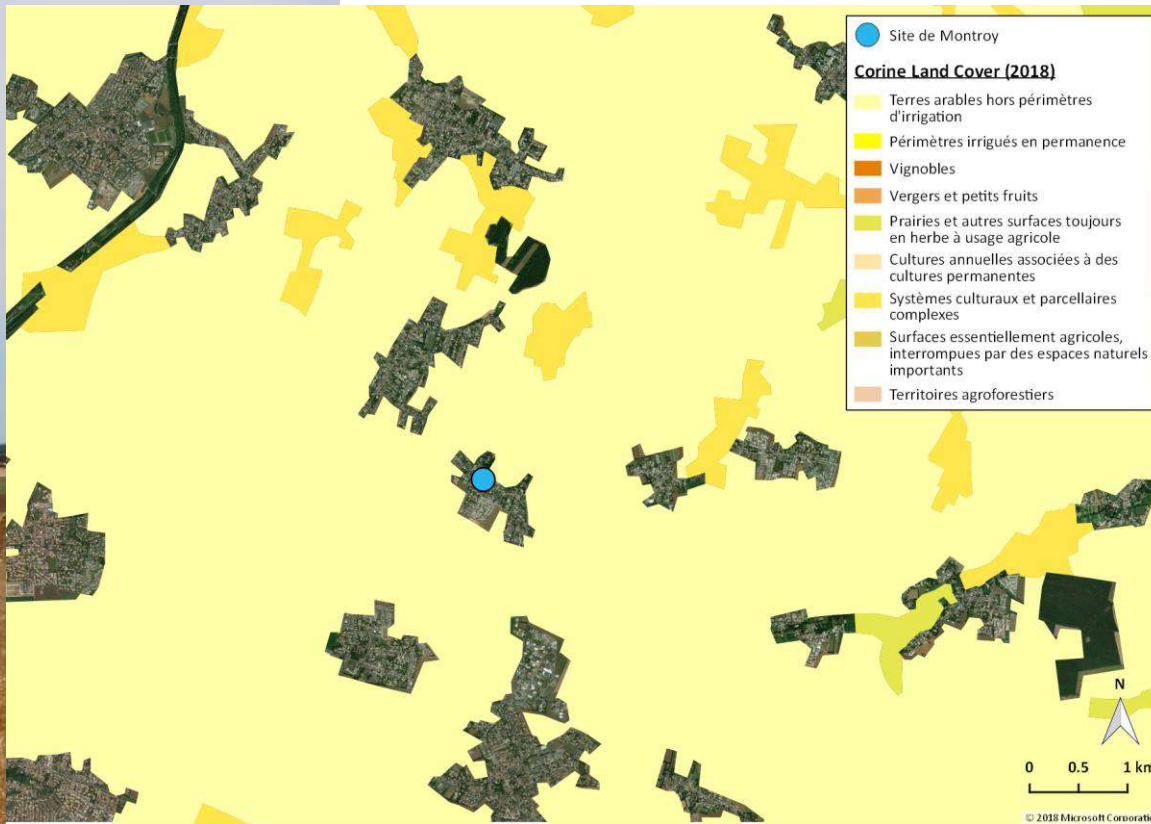 Site de Montroy
Corine Land Cover (2018)
Terres arables hors périmètres
d'irrigation
Périmètres irrigués en permanence
Vignobles
Vergers et petits fruits
Prairies et autres surfaces toujours
en herbe à usage agricole
Cultures annuelles associées à des
cultures permanentes
Systèmes culturaux et parcellaires
complexes
Surfaces essentiellement agricoles,
interrompues par des espaces naturels
importants
Territoires agroforestiers
N
0 0.5 1 km
© 2018 Microsoft Corporatio